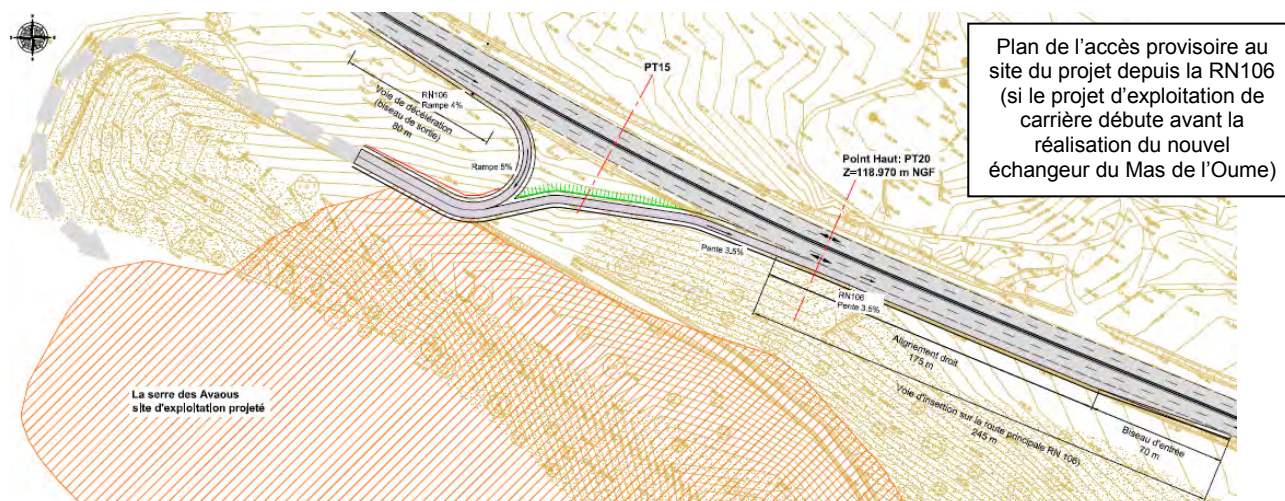 Plan de l'accès provisoire au
site du projet depuis la RN106
(si le projet d'exploitation de
carrière débute avant la
réalisation du nouvel
échangeur du Mas de l'Oume)
PT15
RN106
Rampe 4%
Voie de décélération
(biseau de sortie)
80 m
Rampe 5%
Point Haut: PT20
Z=118.970 m NGF
Pente 3.5%
RN106
Pente 3.5%
Alignement droit
175 m
Voie d'insertion sur la route principale RN 106)
245 m
Biseau d'entrée
70 m
La serre des Avaous
site d'exploitation projeté